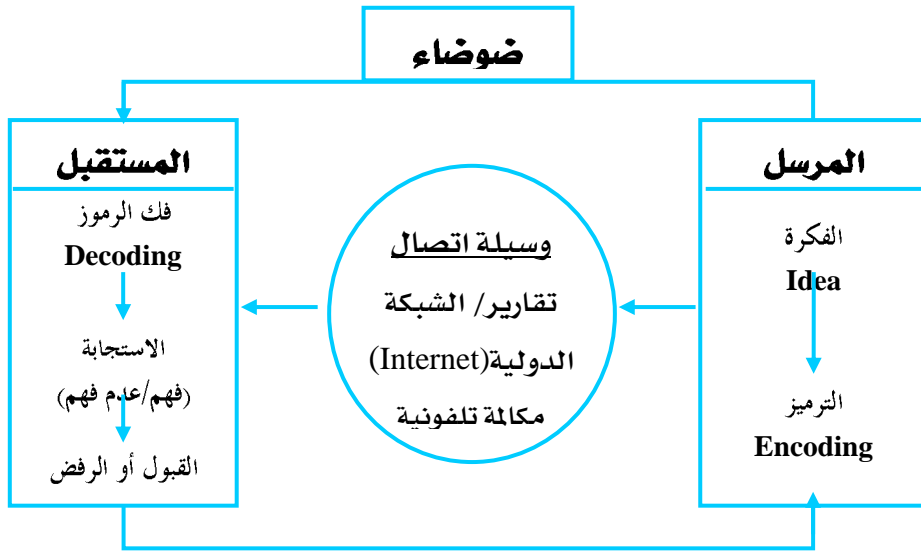 ضوضاء
المرسل
الفكرة
Idea
الترميز
Encoding
وسيلة اتصال
تقارير/ الشبكة
الدولية(Internet)
مكالمة تلفونية
المستقبل
فك الرموز
Decoding
الاستجابة
(فهم/عدم فهم)
القبول أو الرفض